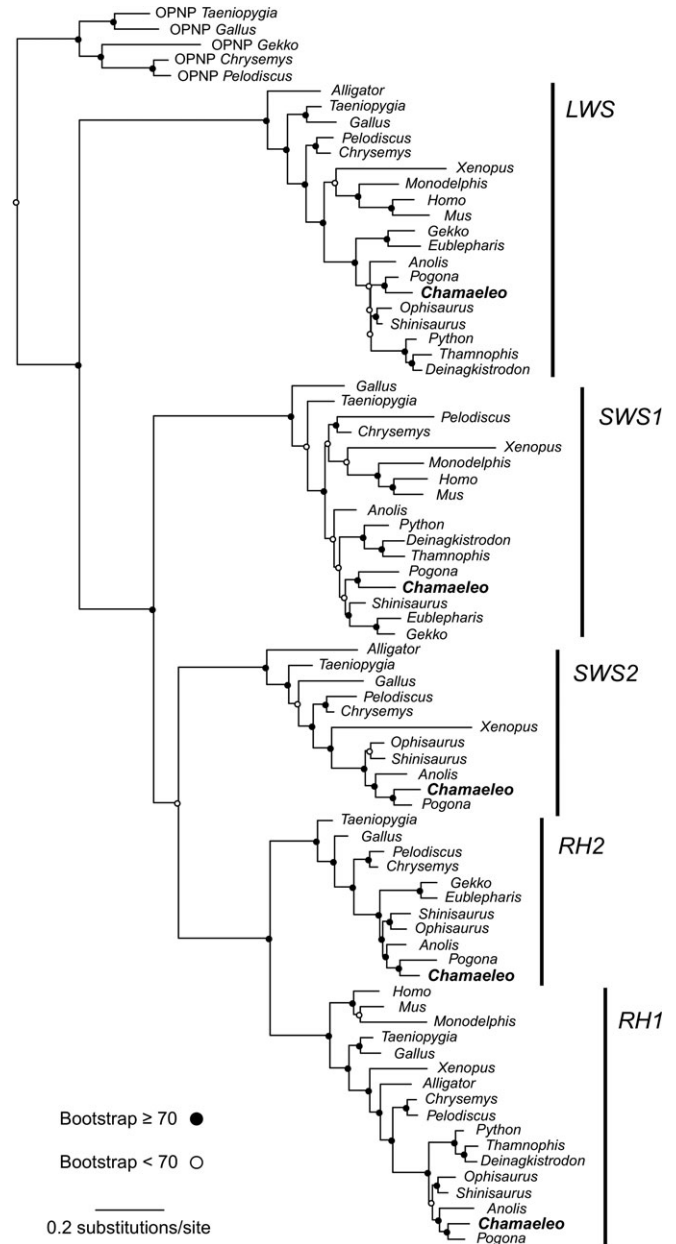 OPNP Taeniopygia
OPNP Gallus
OPNP Gekko
OPNP Chrysemys
OPNP Pelodiscus
LWS
Alligator
Taeniopygia
Gallus
Pelodiscus
Chrysemys
Xenopus
Monodelphis
Homo
Mus
Gekko
Eublepharis
Anolis
Pogona
Chamaeleo
Ophisaurus
Shinisaurus
Python
Thamnophis
Deinagkistrodon
SWS1
Gallus
Taeniopygia
Pelodiscus
Chrysemys
Xenopus
Monodelphis
Homo
Mus
Anolis
Python
Deinagkistrodon
Thamnophis
Pogona
Chamaeleo
Shinisaurus
Eublepharis
Gekko
SWS2
Alligator
Taeniopygia
Gallus
Pelodiscus
Chrysemys
Xenopus
Ophisaurus
Shinisaurus
Anolis
Chamaeleo
Pogona
RH2
Taeniopygia
Gallus
Pelodiscus
Chrysemys
Gekko
Eublepharis
Shinisaurus
Ophisaurus
Anolis
Pogona
Chamaeleo
RH1
Homo
Mus
Monodelphis
Taeniopygia
Gallus
Xenopus
Alligator
Chrysemys
Pelodiscus
Python
Thamnophis
Deinagkistrodon
Ophisaurus
Shinisaurus
Anolis
Chamaeleo
Pogona
Bootstrap ≥ 70
Bootstrap < 70
0.2 substitutions/site